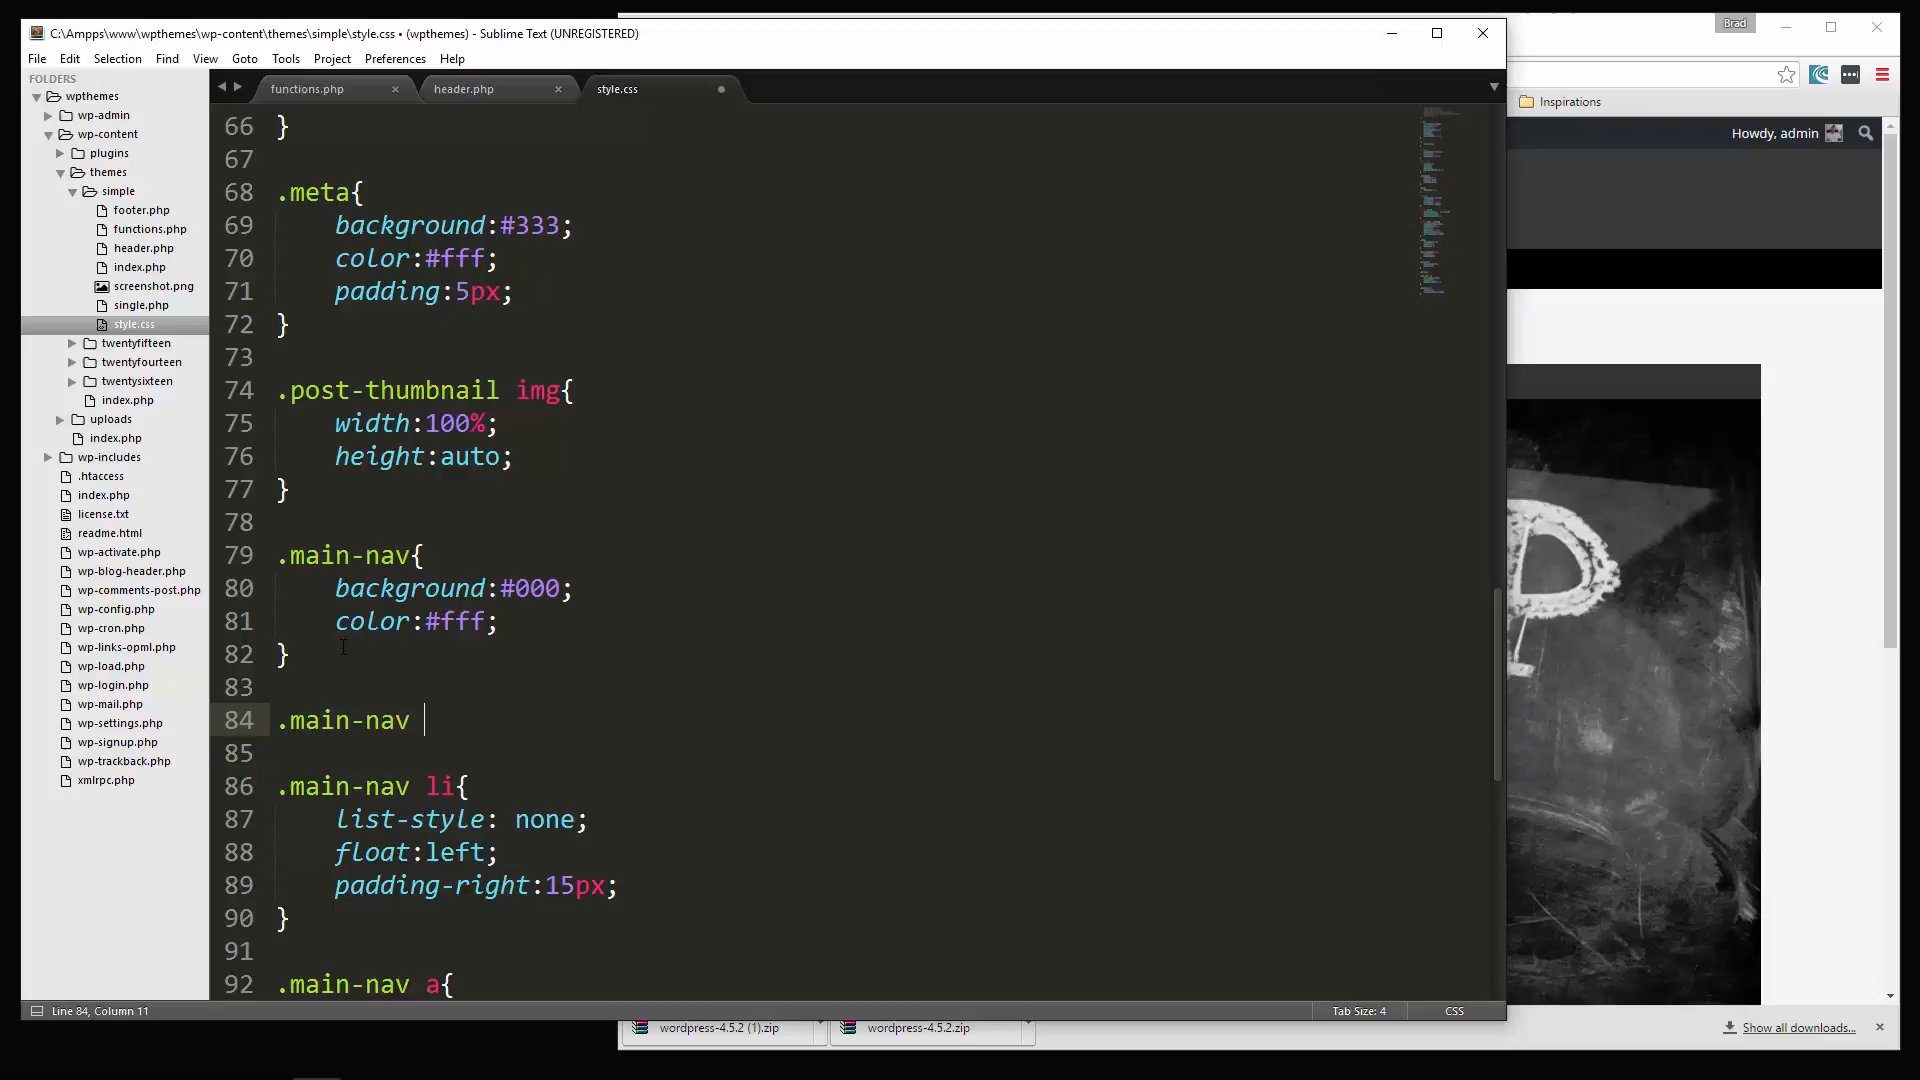 Brad
C:\Ampps\www\wpthemes\wp-content\themes\simple\style.css • (wpthemes) - Sublime Text (UNREGISTERED)
File Edit Selection Find View Goto Tools Project Preferences Help
FOLDERS
wpthemes
wp-admin
wp-content
plugins
themes
simple
footer.php
functions.php
header.php
index.php
screenshot.png
single.php
style.css
twentyfifteen
twentyfourteen
twentysixteen
index.php
uploads
index.php
wp-includes
.htaccess
index.php
license.txt
readme.html
wp-activate.php
wp-blog-header.php
wp-comments-post.php
wp-config.php
wp-cron.php
wp-links-opml.php
wp-load.php
wp-login.php
wp-mail.php
wp-settings.php
wp-signup.php
wp-trackback.php
xmlrpc.php
functions.php header.php style.css
66 }
67
68 .meta{
69 background:#333;
70 color:#fff;
71 padding:5px;
72 }
73
74 .post-thumbnail img{
75 width:100%;
76 height:auto;
77 }
78
79 .main-nav{
80 background:#000;
81 color:#fff;
82 }
83
84 .main-nav
85
86 .main-nav li{
87 list-style: none;
88 float:left;
89 padding-right:15px;
90 }
91
92 .main-nav a{
Line 84, Column 11 Tab Size: 4 CSS
Inspirations
Howdy, admin
P
wordpress-4.5.2 (1).zip wordpress-4.5.2.zip Show all downloads...